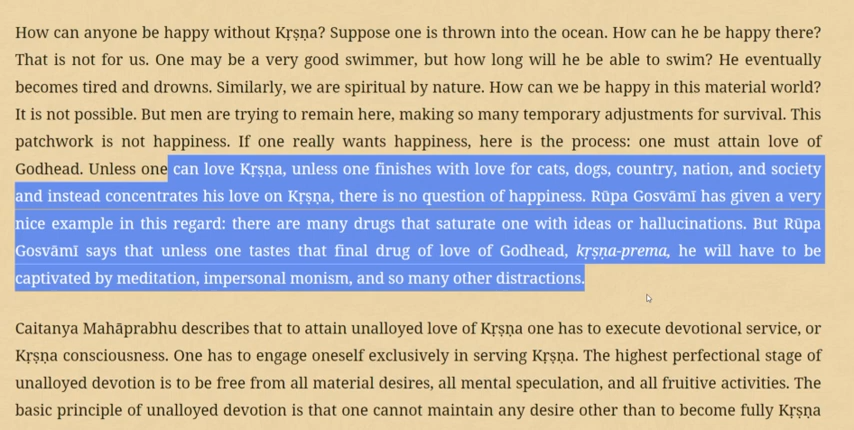 How can anyone be happy without Kṛṣṇa? Suppose one is thrown into the ocean. How can he be happy there?
That is not for us. One may be a very good swimmer, but how long will he be able to swim? He eventually
becomes tired and drowns. Similarly, we are spiritual by nature. How can we be happy in this material world?
It is not possible. But men are trying to remain here, making so many temporary adjustments for survival. This
patchwork is not happiness. If one really wants happiness, here is the process: one must attain love of
Godhead. Unless one can love Kṛṣṇa, unless one finishes with love for cats, dogs, country, nation, and society
and instead concentrates his love on Kṛṣṇa, there is no question of happiness. Rūpa Gosvāmī has given a very
nice example in this regard: there are many drugs that saturate one with ideas or hallucinations. But Rūpa
Gosvāmī says that unless one tastes that final drug of love of Godhead, kṛṣṇa-prema, he will have to be
captivated by meditation, impersonal monism, and so many other distractions.
Caitanya Mahāprabhu describes that to attain unalloyed love of Kṛṣṇa one has to execute devotional service, or
Kṛṣṇa consciousness. One has to engage oneself exclusively in serving Kṛṣṇa. The highest perfectional stage of
unalloyed devotion is to be free from all material desires, all mental speculation, and all fruitive activities. The
basic principle of unalloyed devotion is that one cannot maintain any desire other than to become fully Kṛṣṇa